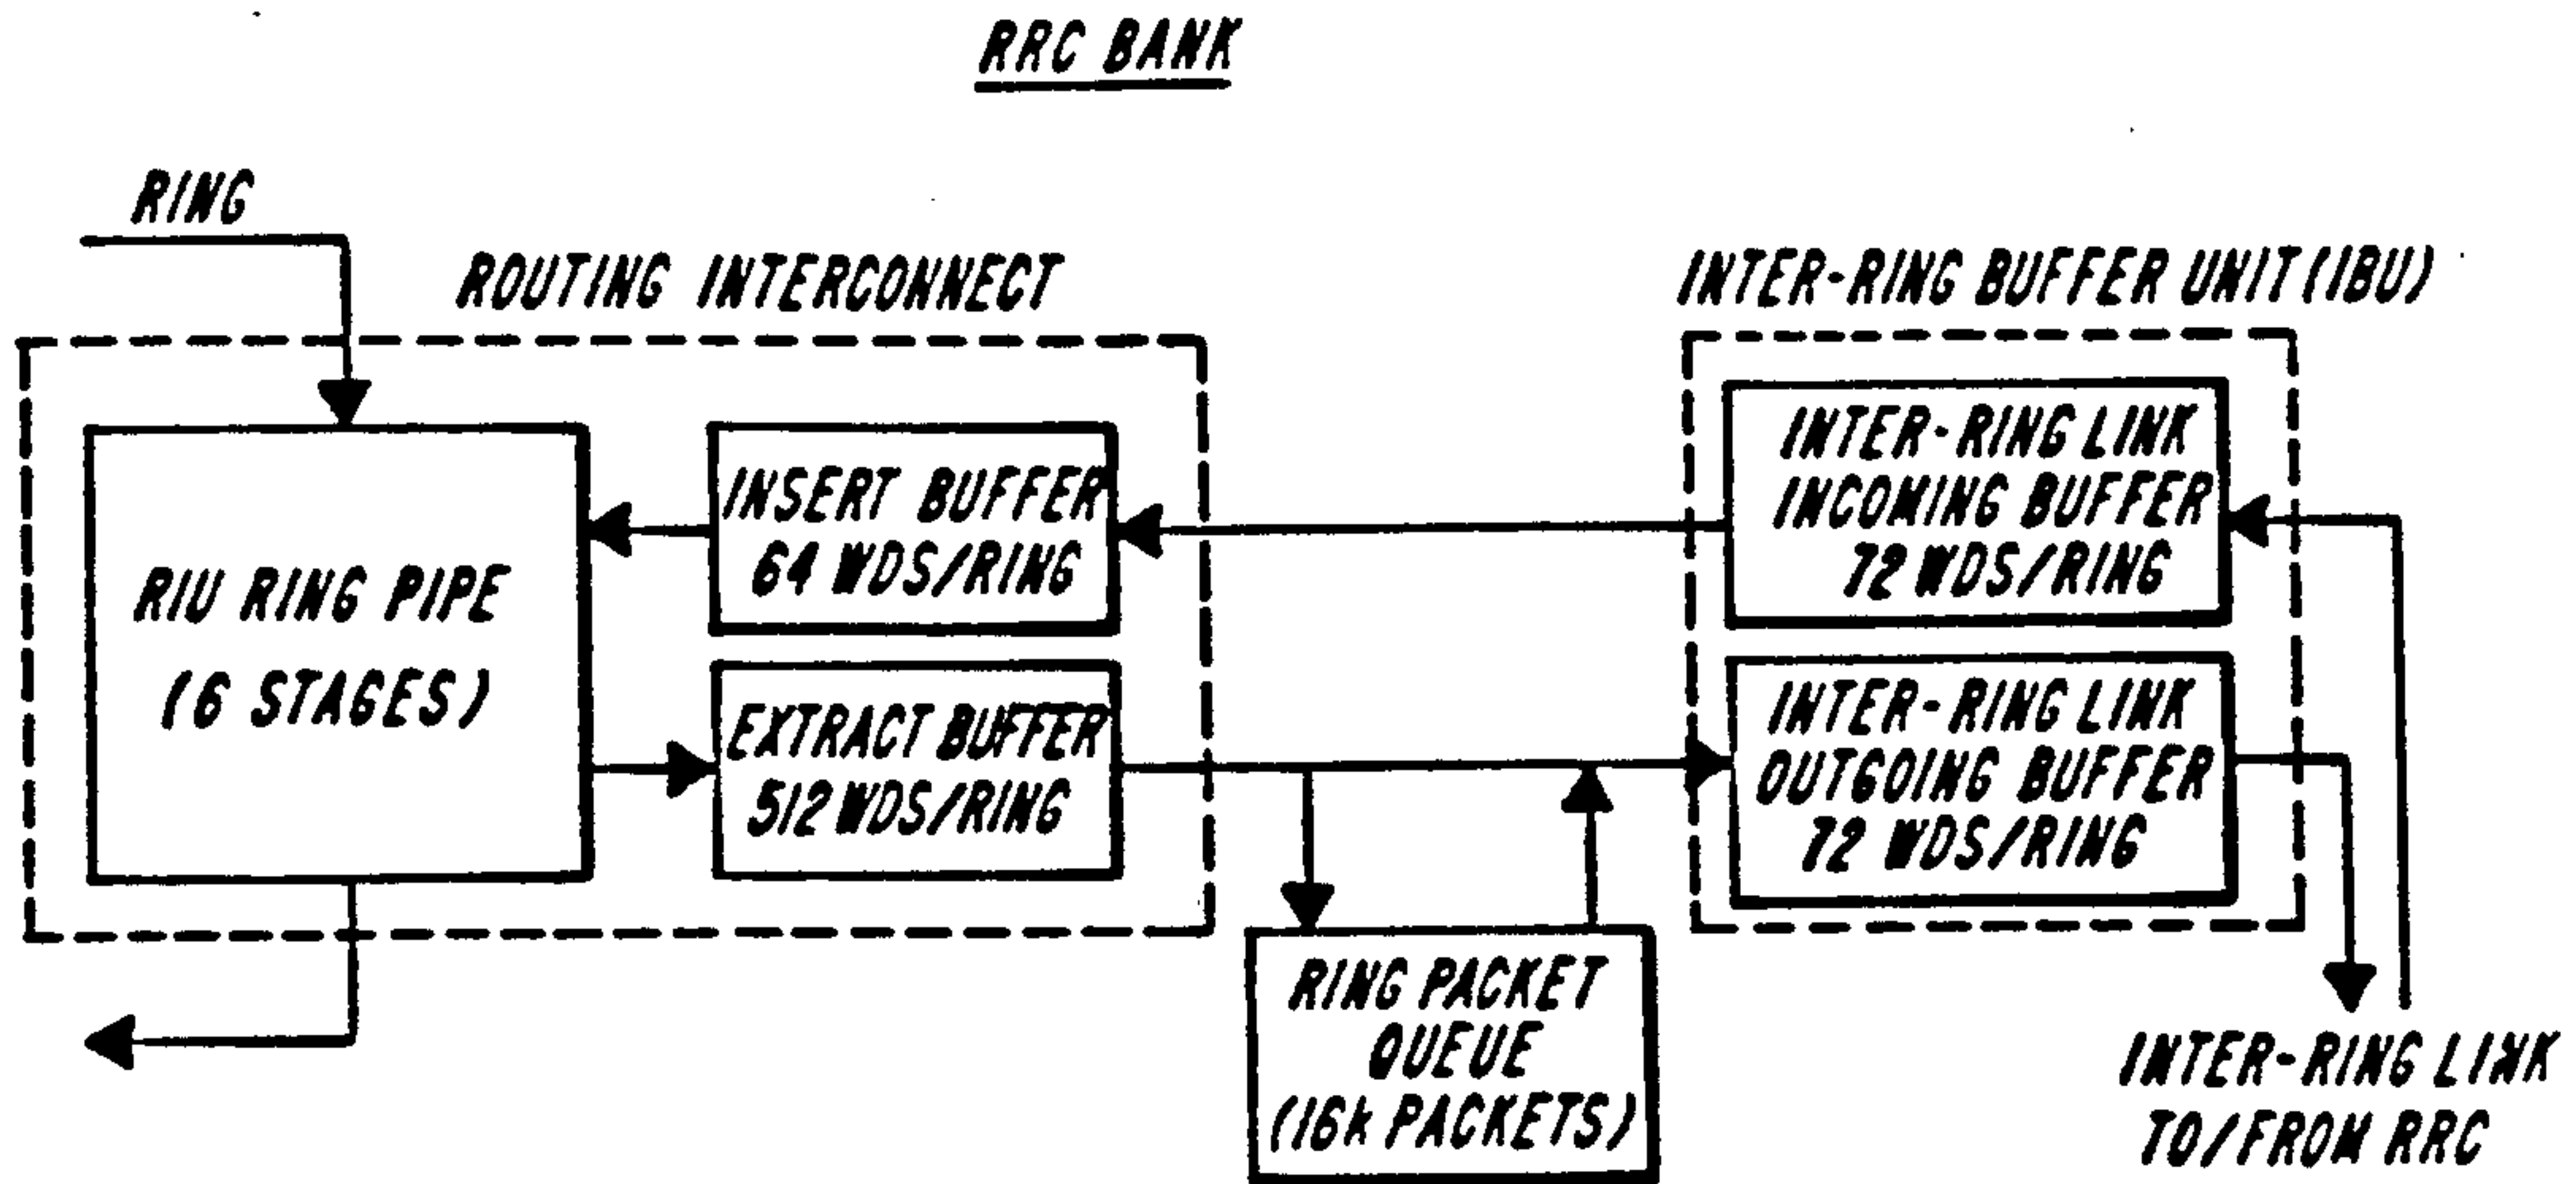 RRC BANK
RING
ROUTING INTERCONNECT
INTER-RING BUFFER UNIT (IBU)
RIU RING PIPE
(6 STAGES)
INSERT BUFFER
64 WDS/RING
EXTRACT BUFFER
512 WDS/RING
INTER-RING LINK
INCOMING BUFFER
72 WDS/RING
INTER-RING LINK
OUTGOING BUFFER
72 WDS/RING
RING PACKET
QUEUE
(16k PACKETS)
INTER-RING LINK
TO/FROM RRC